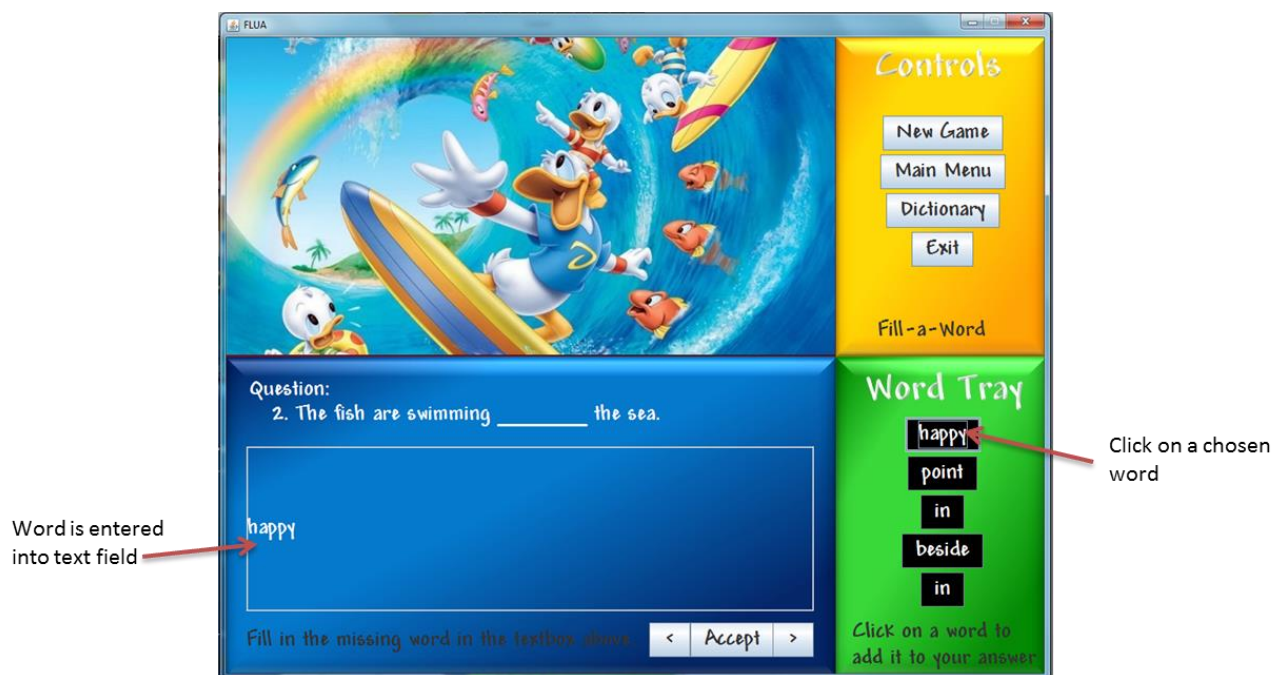 FLUA
Controls
New Game
Main Menu
Dictionary
Exit
Fill-a-Word
Question:
2. The fish are swimming _________ the sea.
happy
Fill in the missing word in the textbox above
< Accept >
Word Tray
happy
point
in
beside
in
Click on a word to
add it to your answer
Word is entered
into text field
Click on a chosen
word